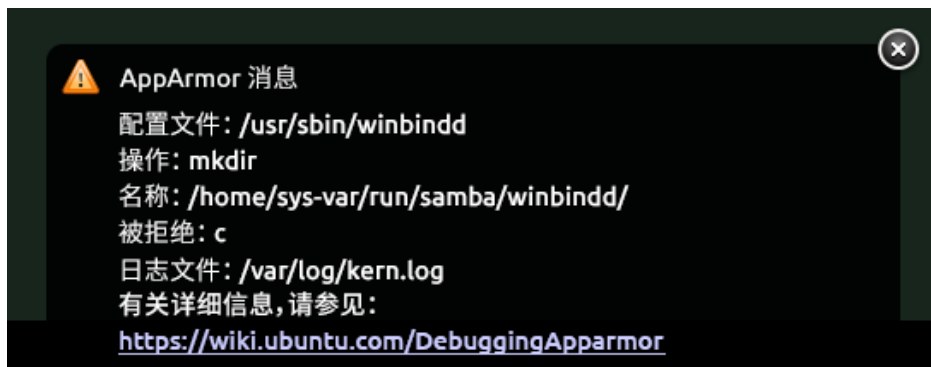 AppArmor 消息
配置文件：/usr/sbin/winbindd
操作：mkdir
名称：/home/sys-var/run/samba/winbindd/
被拒绝：c
日志文件：/var/log/kern.log
有关详细信息，请参见：
https://wiki.ubuntu.com/DebuggingApparmor